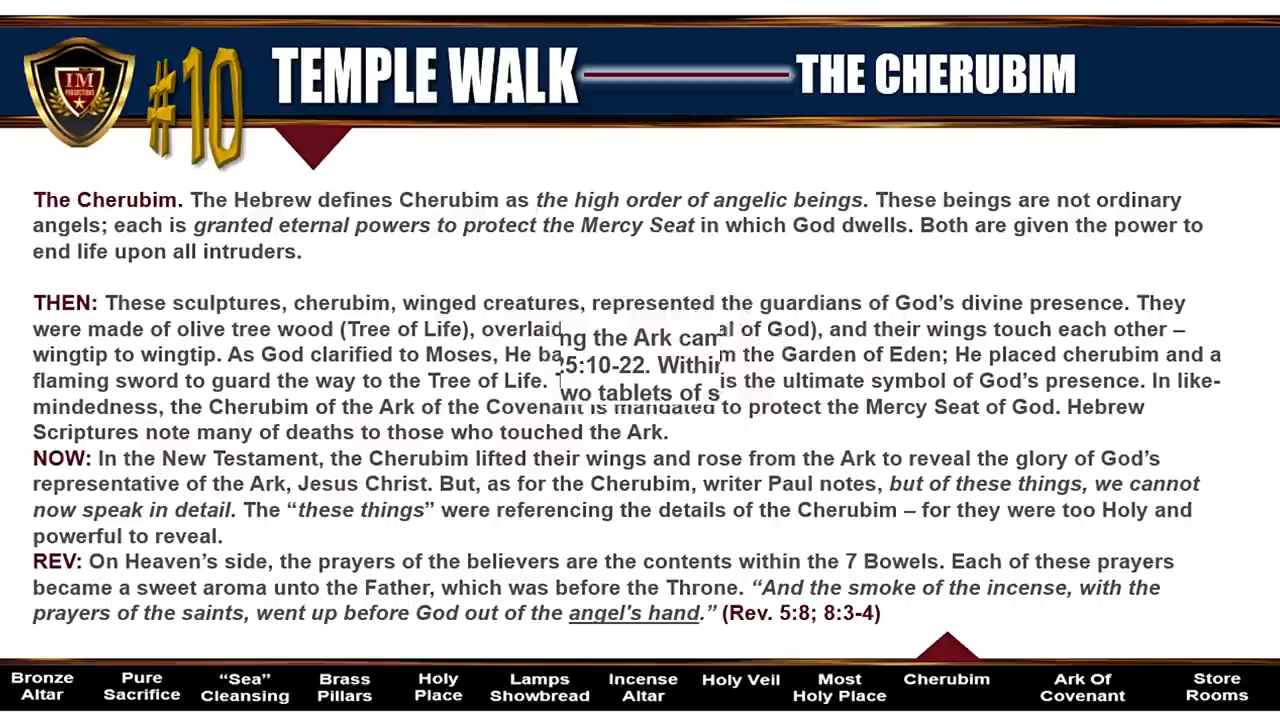 IM
PRODUCTIONS
#10
TEMPLE WALK
THE CHERUBIM
The Cherubim. The Hebrew defines Cherubim as the high order of angelic beings. These beings are not ordinary
angels; each is granted eternal powers to protect the Mercy Seat in which God dwells. Both are given the power to
end life upon all intruders.
THEN: These sculptures, cherubim, winged creatures, represented the guardians of God’s divine presence. They
were made of olive tree wood (Tree of Life), overlaid of God), and their wings touch each other –
wingtip to wingtip. As God clarified to Moses, He the Garden of Eden; He placed cherubim and a
flaming sword to guard the way to the Tree of Life. is the ultimate symbol of God’s presence. In like-
mindedness, the Cherubim of the Ark of the Covenant is mandated to protect the Mercy Seat of God. Hebrew
Scriptures note many of deaths to those who touched the Ark.
the Ark
5:10-22.
tablets of
NOW: In the New Testament, the Cherubim lifted their wings and rose from the Ark to reveal the glory of God’s
representative of the Ark, Jesus Christ. But, as for the Cherubim, writer Paul notes, but of these things, we cannot
now speak in detail. The “these things” were referencing the details of the Cherubim – for they were too Holy and
powerful to reveal.
REV: On Heaven’s side, the prayers of the believers are the contents within the 7 Bowels. Each of these prayers
became a sweet aroma unto the Father, which was before the Throne. “And the smoke of the incense, with the
prayers of the saints, went up before God out of the angel's hand.” (Rev. 5:8; 8:3-4)
Bronze
Altar
Pure
Sacrifice
“Sea”
Cleansing
Brass
Pillars
Holy
Place
Lamps
Showbread
Incense
Altar
Holy Veil
Most
Holy Place
Cherubim
Ark Of
Covenant
Store
Rooms